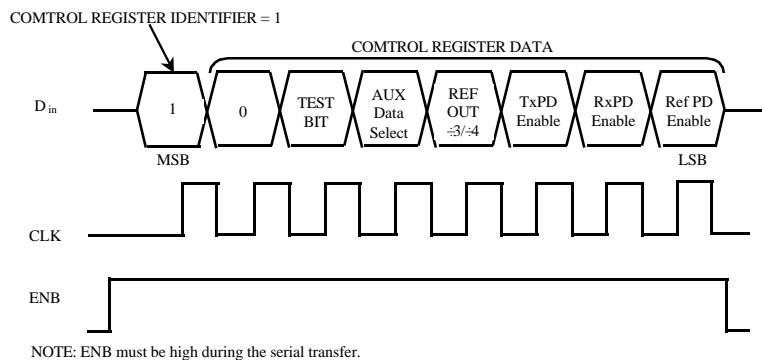 COMTROL REGISTER IDENTIFIER = 1
COMTROL REGISTER DATA
D in
1
0
TEST
BIT
AUX
Data
Select
REF
OUT
÷3/÷4
TxPD
Enable
RxPD
Enable
Ref PD
Enable
MSB
LSB
CLK
ENB
NOTE: ENB must be high during the serial transfer.